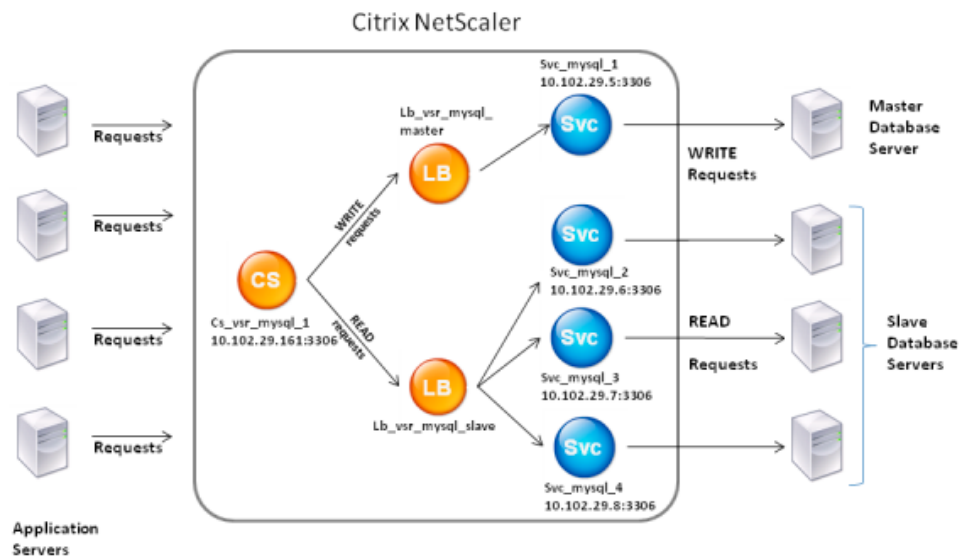 Citrix NetScaler
Requests
Requests
Requests
Requests
Application
Servers
CS
Cs_vsr_mysql_1
10.102.29.161:3306
WRITE
requests
READ
requests
Lb_vsr_mysql_
master
LB
LB
Lb_vsr_mysql_slave
Svc_mysql_1
10.102.29.5:3306
Svc
Svc
Svc_mysql_2
10.102.29.6:3306
Svc
Svc_mysql_3
10.102.29.7:3306
Svc
Svc_mysql_4
10.102.29.8:3306
WRITE
Requests
READ
Requests
Master
Database
Server
Slave
Database
Servers